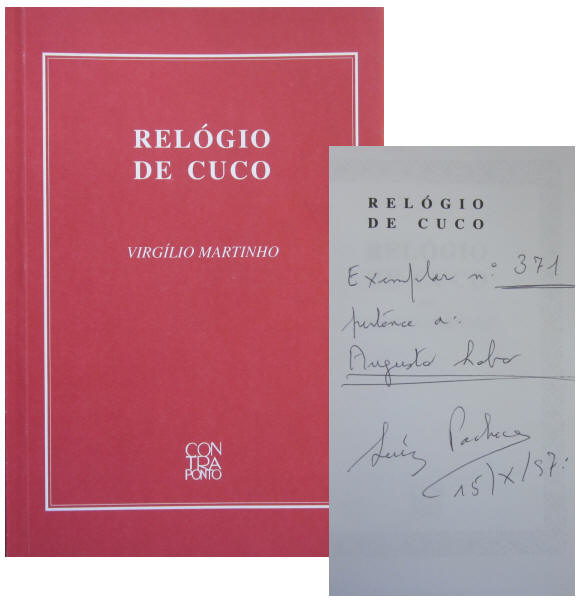 RELÓGIO
DE CUCO
VIRGÍLIO MARTINHO
CON
TRA
PONTO
RELÓGIO
DE CUCO
Exemplar nº: 371
pertence a:
Augusto Lobo
Luiz Pacheco
15/X/97.